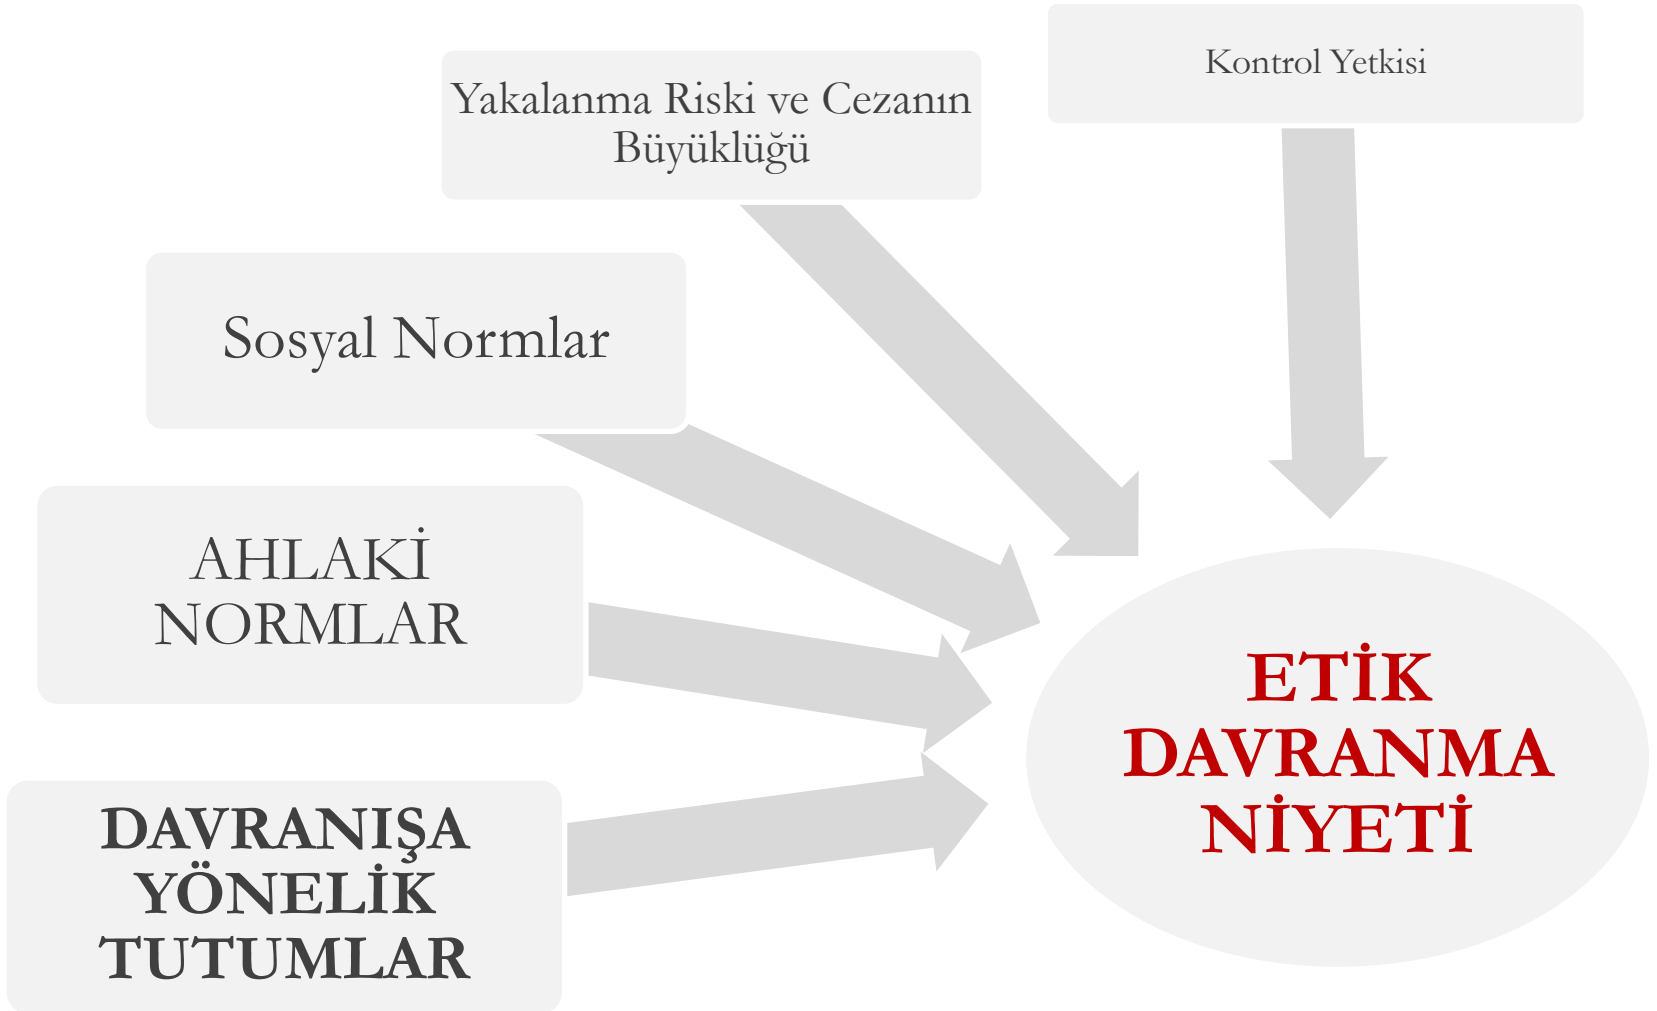 Kontrol Yetkisi
Yakalanma Riski ve Cezanın
Büyüklüğü
Sosyal Normlar
AHLAKİ
NORMLAR
DAVRANIŞA
YÖNELİK
TUTUMLAR
ETİK
DAVRANMA
NİYETİ